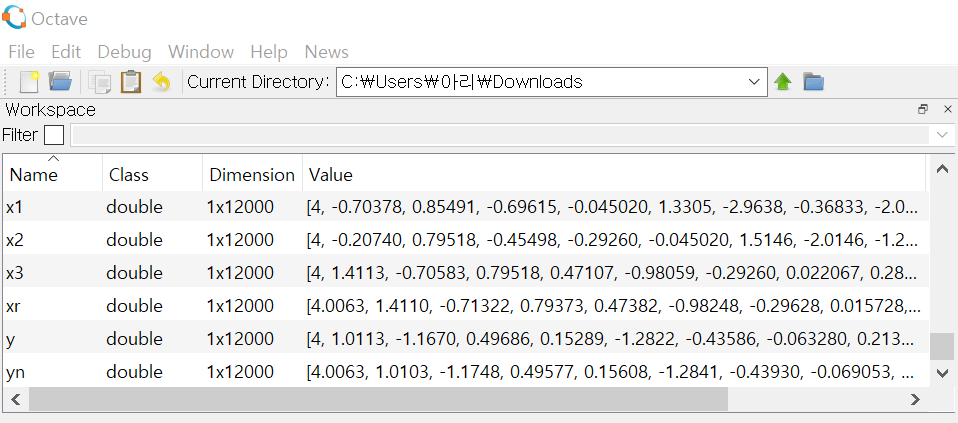 Octave
File Edit Debug Window Help News
Current Directory: C:₩Users₩아리₩Downloads
Workspace
Filter
Name Class Dimension Value
x1 double 1x12000 [4, -0.70378, 0.85491, -0.69615, -0.045020, 1.3305, -2.9638, -0.36833, -2.0...
x2 double 1x12000 [4, -0.20740, 0.79518, -0.45498, -0.29260, -0.045020, 1.5146, -2.0146, -1.2...
x3 double 1x12000 [4, 1.4113, -0.70583, 0.79518, 0.47107, -0.98059, -0.29260, 0.022067, 0.28...
xr double 1x12000 [4.0063, 1.4110, -0.71322, 0.79373, 0.47382, -0.98248, -0.29628, 0.015728,...
y double 1x12000 [4, 1.0113, -1.1670, 0.49686, 0.15289, -1.2822, -0.43586, -0.063280, 0.213...
yn double 1x12000 [4.0063, 1.0103, -1.1748, 0.49577, 0.15608, -1.2841, -0.43930, -0.069053, ...